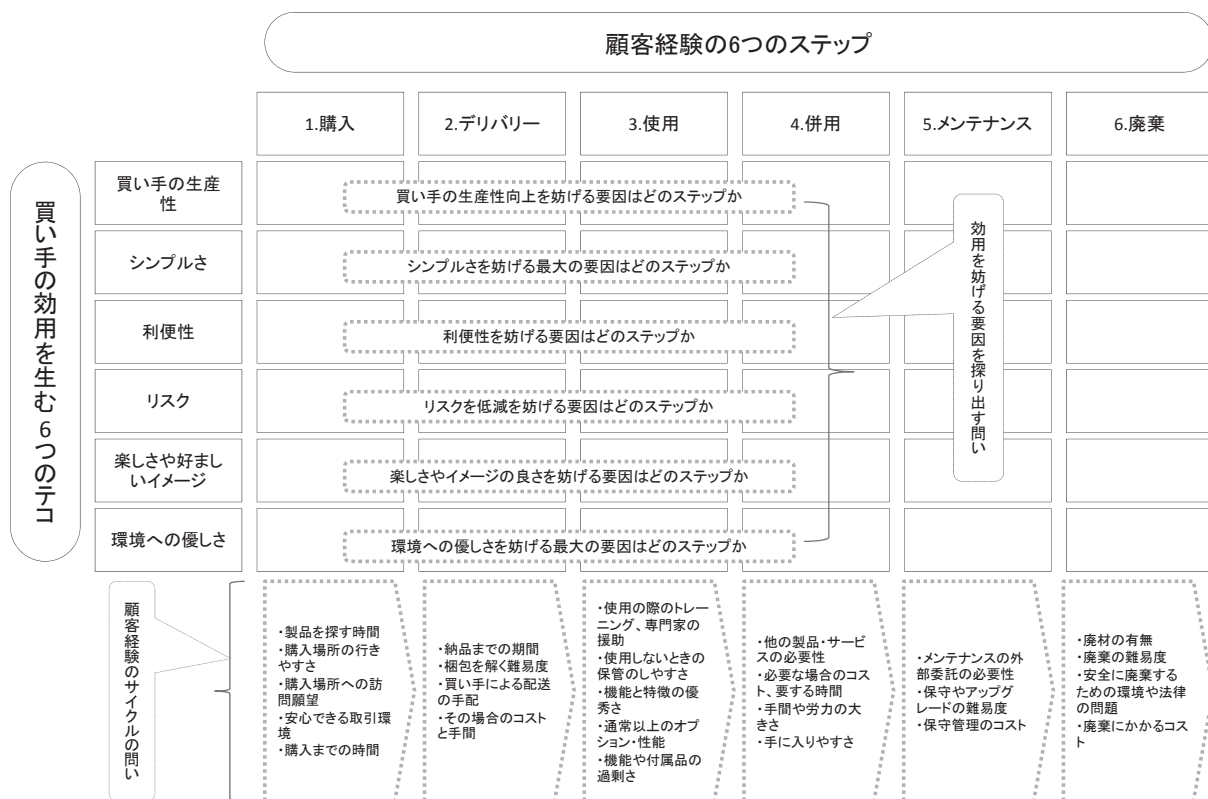 顧客経験の6つのステップ
1.購入
2.デリバリー
3.使用
4.併用
5.メンテナンス
6.廃棄
買い手の効用を生む6つのテコ
買い手の生産
性
買い手の生産性向上を妨げる要因はどのステップか
シンプルさ
シンプルさを妨げる最大の要因はどのステップか
利便性
利便性を妨げる要因はどのステップか
リスク
リスクを低減を妨げる要因はどのステップか
楽しさや好まし
いイメージ
楽しさやイメージの良さを妨げる要因はどのステップか
環境への優しさ
環境への優しさを妨げる最大の要因はどのステップか
効用を妨げる要因を探り出す問い
顧客経験のサイクルの問い
・製品を探す時間
・購入場所の行き
やすさ
・購入場所への訪
問願望
・安心できる取引環
境
・購入までの時間
・納品までの期間
・梱包を解く難易度
・買い手による配送
の手配
・その場合のコスト
と手間
・使用の際のトレー
ニング、専門家の
援助
・使用しないときの
保管のしやすさ
・機能と特徴の優
秀さ
・通常以上のオプ
ション・性能
・機能や付属品の
過剰さ
・他の製品・サービ
スの必要性
・必要な場合のコス
ト、要する時間
・手間や労力の大
きさ
・手に入りやすさ
・メンテナンスの外
部委託の必要性
・保守やアップグ
レードの難易度
・保守管理のコスト
・廃材の有無
・廃棄の難易度
・安全に廃棄する
ための環境や法律
の問題
・廃棄にかかるコス
ト